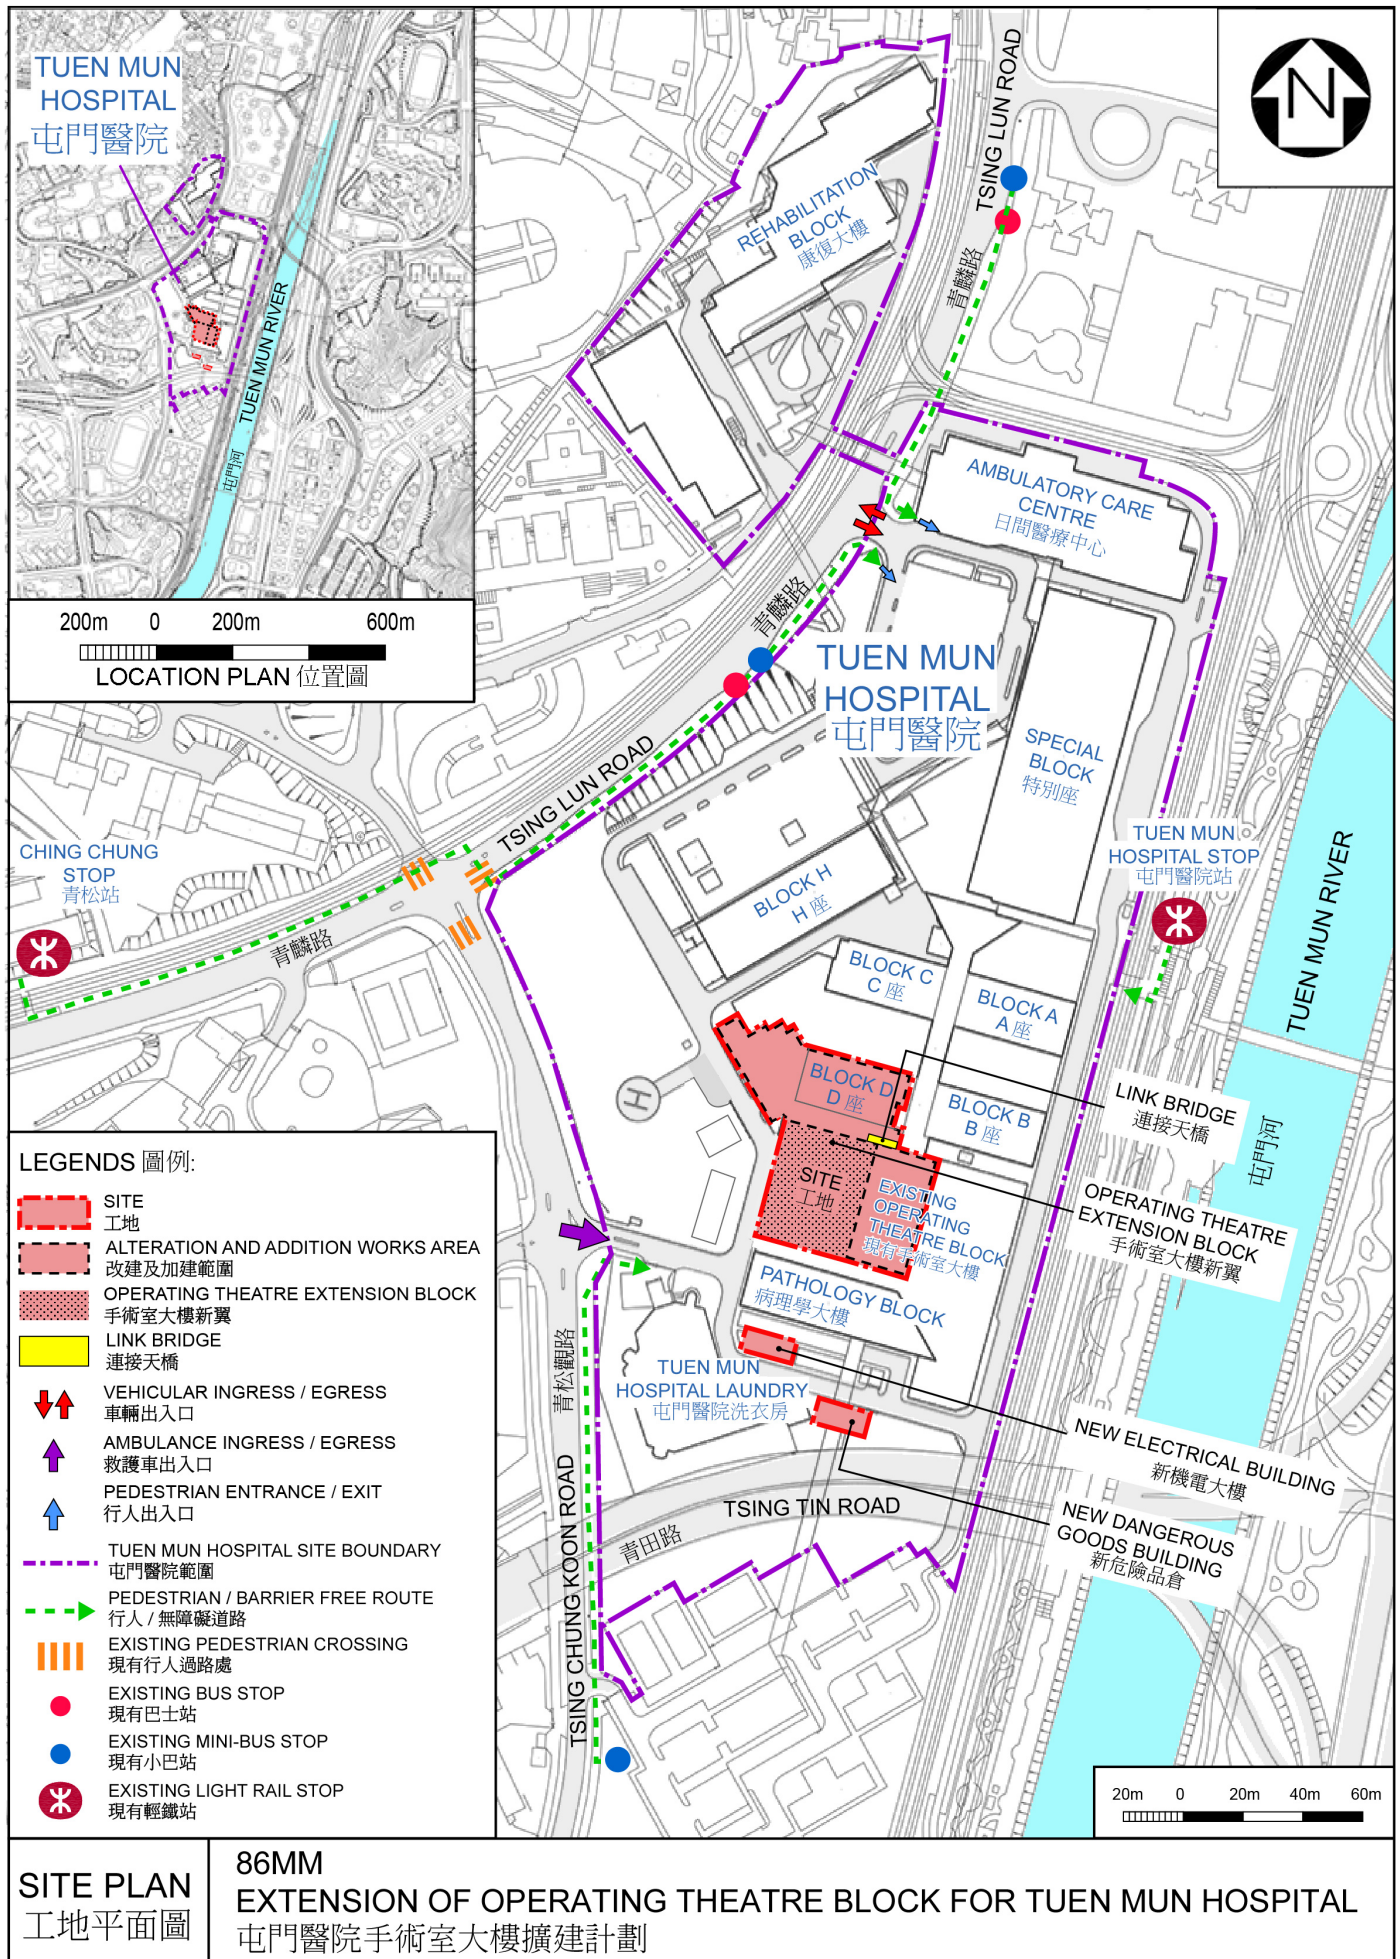 TUEN MUN
HOSPITAL
屯門醫院
TUEN MUN RIVER
屯門河
200m 0 200m 600m
LOCATION PLAN 位置圖
N
TSING LUN ROAD
青麟路
REHABILITATION
BLOCK
康復大樓
AMBULATORY CARE
CENTRE
日間醫療中心
青麟路
TUEN MUN
HOSPITAL
屯門醫院
TSING LUN ROAD
SPECIAL
BLOCK
特別座
CHING CHUNG
STOP
青松站
青麟路
TUEN MUN
HOSPITAL STOP
屯門醫院站
TUEN MUN RIVER
屯門河
BLOCK H
H 座
BLOCK C
C 座
BLOCK A
A 座
BLOCK D
D 座
BLOCK B
B 座
H
LINK BRIDGE
連接天橋
SITE
工地
EXISTING
OPERATING
THEATRE BLOCK
現有手術室大樓
OPERATING THEATRE
EXTENSION BLOCK
手術室大樓新翼
PATHOLOGY BLOCK
病理學大樓
TUEN MUN
HOSPITAL LAUNDRY
屯門醫院洗衣房
NEW ELECTRICAL BUILDING
新機電大樓
NEW DANGEROUS
GOODS BUILDING
新危險品倉
TSING TIN ROAD
青田路
青松觀路
TSING CHUNG KOON ROAD
LEGENDS 圖例:
SITE
工地
ALTERATION AND ADDITION WORKS AREA
改建及加建範圍
OPERATING THEATRE EXTENSION BLOCK
手術室大樓新翼
LINK BRIDGE
連接天橋
VEHICULAR INGRESS / EGRESS
車輛出入口
AMBULANCE INGRESS / EGRESS
救護車出入口
PEDESTRIAN ENTRANCE / EXIT
行人出入口
TUEN MUN HOSPITAL SITE BOUNDARY
屯門醫院範圍
PEDESTRIAN / BARRIER FREE ROUTE
行人 / 無障礙道路
EXISTING PEDESTRIAN CROSSING
現有行人過路處
EXISTING BUS STOP
現有巴士站
EXISTING MINI-BUS STOP
現有小巴站
EXISTING LIGHT RAIL STOP
現有輕鐵站
20m 0 20m 40m 60m
SITE PLAN
工地平面圖
86MM
EXTENSION OF OPERATING THEATRE BLOCK FOR TUEN MUN HOSPITAL
屯門醫院手術室大樓擴建計劃